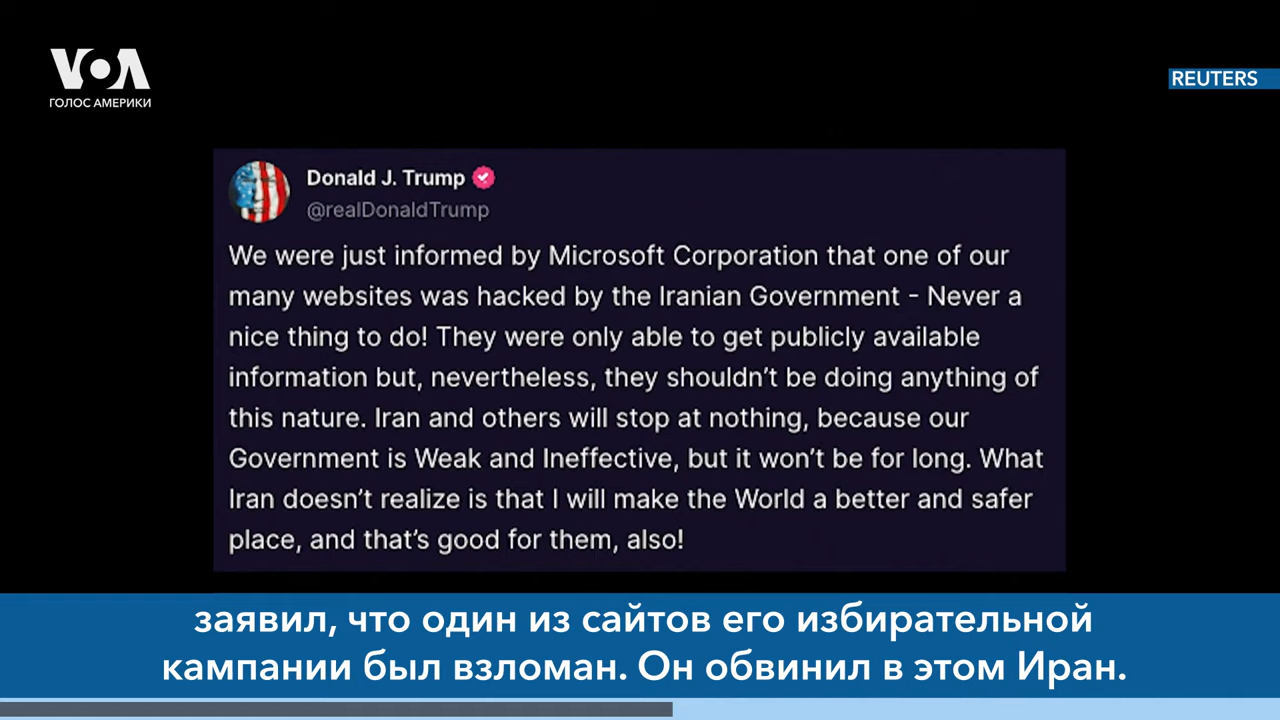 VOA
ГОЛОС АМЕРИКИ
REUTERS
Donald J. Trump
@realDonaldTrump
We were just informed by Microsoft Corporation that one of our
many websites was hacked by the Iranian Government - Never a
nice thing to do! They were only able to get publicly available
information but, nevertheless, they shouldn't be doing anything of
this nature. Iran and others will stop at nothing, because our
Government is Weak and Ineffective, but it won't be for long. What
Iran doesn't realize is that I will make the World a better and safer
place, and that's good for them, also!
заявил, что один из сайтов его избирательной
кампании был взломан. Он обвинил в этом Иран.